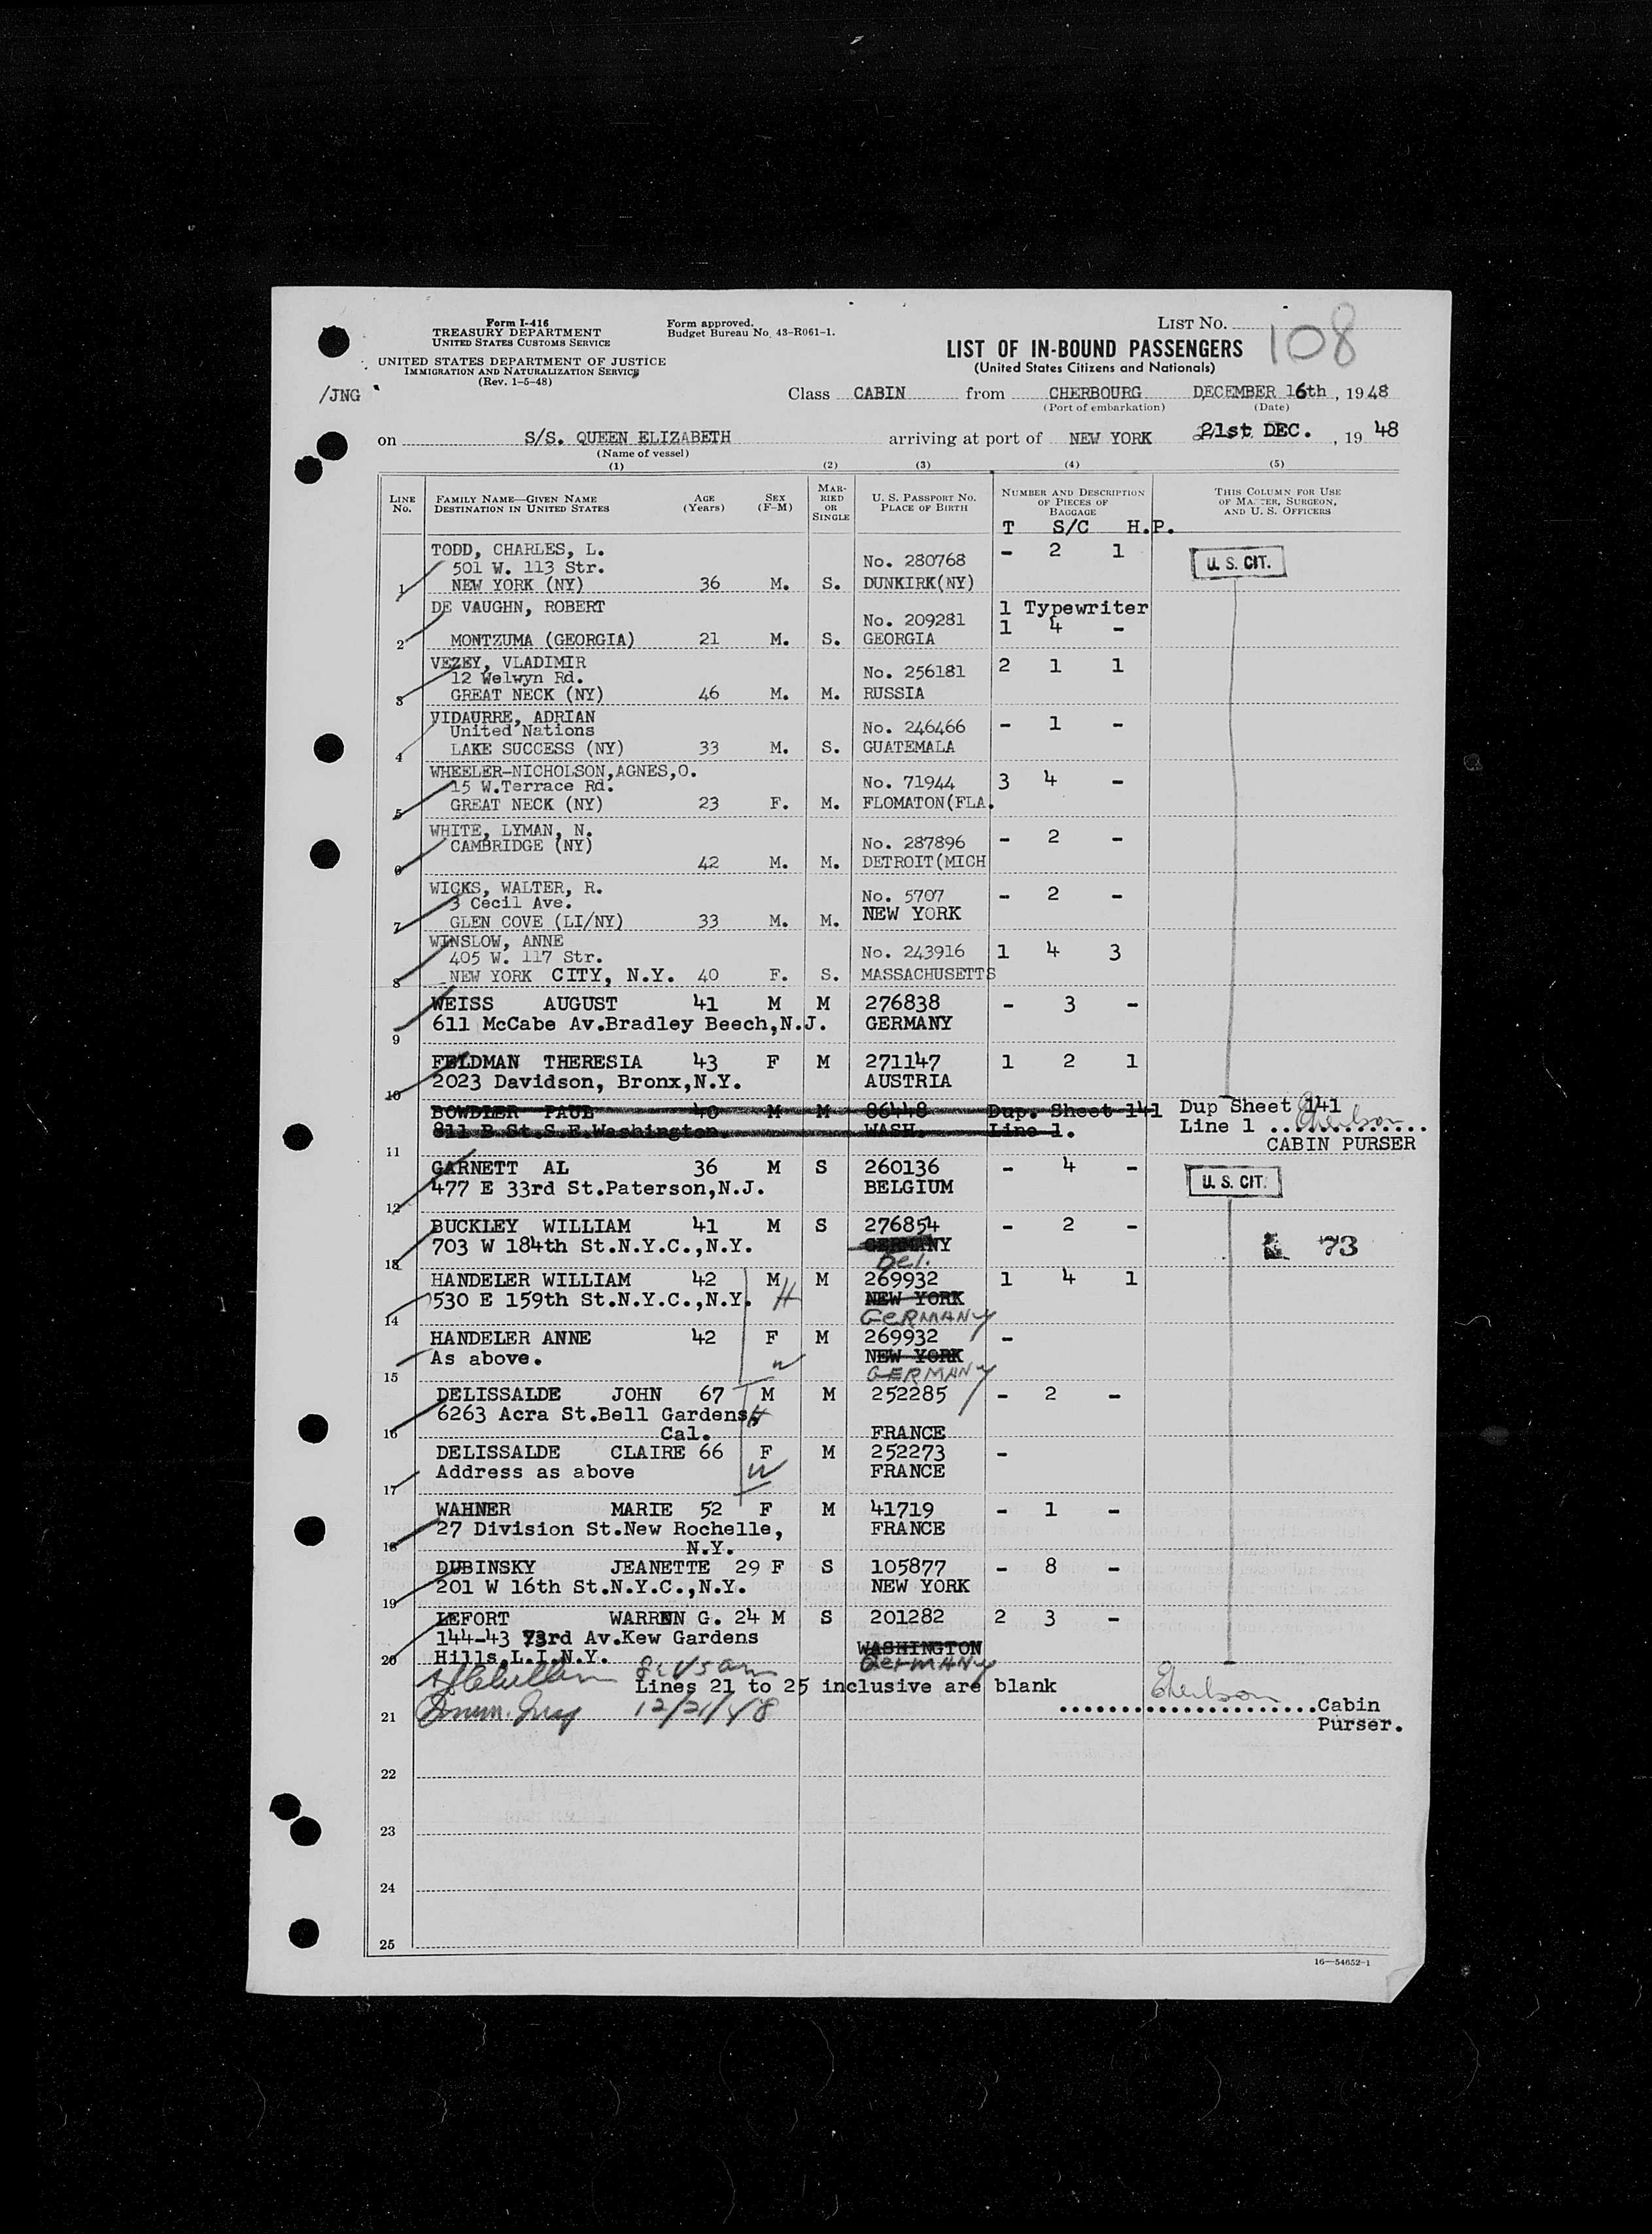 Form I-416
TREASURY DEPARTMENT
UNITED STATES CUSTOMS SERVICE
UNITED STATES DEPARTMENT OF JUSTICE
IMMIGRATION AND NATURALIZATION SERVICE
(Rev. 1-5-48)
Form approved.
Budget Bureau No. 43-R061-1.
LIST NO. 108
LIST OF IN-BOUND PASSENGERS
(United States Citizens and Nationals)
/JNG
Class CABIN from CHERBOURG DECEMBER 16th, 1948
(Port of embarkation) (Date)
on S/S. QUEEN ELIZABETH arriving at port of NEW YORK 21st DEC., 19 48
(Name of vessel)
(1) (2) (3) (4) (5)
LINE No. FAMILY NAME—GIVEN NAME DESTINATION IN UNITED STATES AGE (Years) SEX (F-M) MARRIED OR SINGLE U. S. PASSPORT NO. PLACE OF BIRTH NUMBER AND DESCRIPTION OF PIECES OF BAGGAGE THIS COLUMN FOR USE OF MASTER, SURGEON, AND U. S. OFFICERS
T S/C H.P.
TODD, CHARLES, L. - 2 1 U. S. CIT.
501 W. 113 Str. No. 280768
1 NEW YORK (NY) 36 M. S. DUNKIRK(NY)
DE VAUGHN, ROBERT 1 Typewriter
No. 209281 1 4 -
2 MONTZUMA (GEORGIA) 21 M. S. GEORGIA
VEZEY, VLADIMIR 2 1 1
12 Welwyn Rd. No. 256181
3 GREAT NECK (NY) 46 M. M. RUSSIA
VIDAURRE, ADRIAN - 1 -
United Nations No. 246466
4 LAKE SUCCESS (NY) 33 M. S. GUATEMALA
WHEELER-NICHOLSON,AGNES,O.
15 W.Terrace Rd. No. 71944 3 4 -
5 GREAT NECK (NY) 23 F. M. FLOMATON(FLA.
WHITE, LYMAN, N. - 2 -
CAMBRIDGE (NY) No. 287896
6 42 M. M. DETROIT(MICH
WICKS, WALTER, R. No. 5707 - 2 -
3 Cecil Ave. NEW YORK
7 GLEN COVE (LI/NY) 33 M. M.
WINSLOW, ANNE
405 W. 117 Str. No. 243916 1 4 3
8 NEW YORK CITY, N.Y. 40 F. S. MASSACHUSETTS
WEISS AUGUST 41 M M 276838 - 3 -
611 McCabe Av.Bradley Beech,N.J. GERMANY
9
FELDMAN THERESIA 43 F M 271147 1 2 1
2023 Davidson, Bronx,N.Y. AUSTRIA
10
BOWDLER PAUL 40 M M 86448 Dup. Sheet 141 Dup Sheet 141
811 B St.S.E.Washington. WASH. Line 1. Line 1
11 CABIN PURSER
GARNETT AL 36 M S 260136 - 4 - U. S. CIT.
477 E 33rd St.Paterson,N.J. BELGIUM
12
BUCKLEY WILLIAM 41 M S 276854 - 2 -
703 W 184th St.N.Y.C.,N.Y. GERMANY 73
13 Del.
HANDELER WILLIAM 42 M M 269932 1 4 1
530 E 159th St.N.Y.C.,N.Y. H NEW YORK
14 GERMANY
HANDELER ANNE 42 F M 269932 -
As above. W NEW YORK
15 GERMANY
DELISSALDE JOHN 67 M M 252285 - 2 -
6263 Acra St.Bell Gardens, H
16 Cal. FRANCE
DELISSALDE CLAIRE 66 F M 252273 -
Address as above W FRANCE
17
WAHNER MARIE 52 F M 41719 - 1 -
27 Division St.New Rochelle, FRANCE
18 N.Y.
DUBINSKY JEANETTE 29 F S 105877 - 8 -
201 W 16th St.N.Y.C.,N.Y. NEW YORK
19
LEFORT WARREN G. 24 M S 201282 2 3 -
144-43 73rd Av.Kew Gardens WASHINGTON
20 Hills,L.I.N.Y. GERMANY
Lines 21 to 25 inclusive are blank
21 12/21/48 Cabin
Purser.
22
23
24
25
16—54652-1